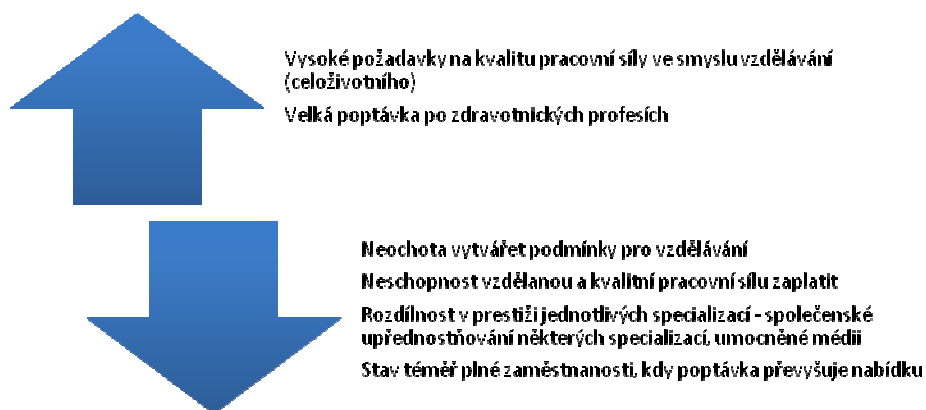 Vysoké požadavky na kvalitu pracovní síly ve smyslu vzdělávání
(celoživotního)
Velká poptávka po zdravotnických profesích
Neochota vytvářet podmínky pro vzdělávání
Neschopnost vzdělanou a kvalitní pracovní sílu zaplatit
Rozdílnost v prestiži jednotlivých specializací - společenské
upřednostňování některých specializací, umocněné médii
Stav téměř plné zaměstnanosti, kdy poptávka převyšuje nabídku